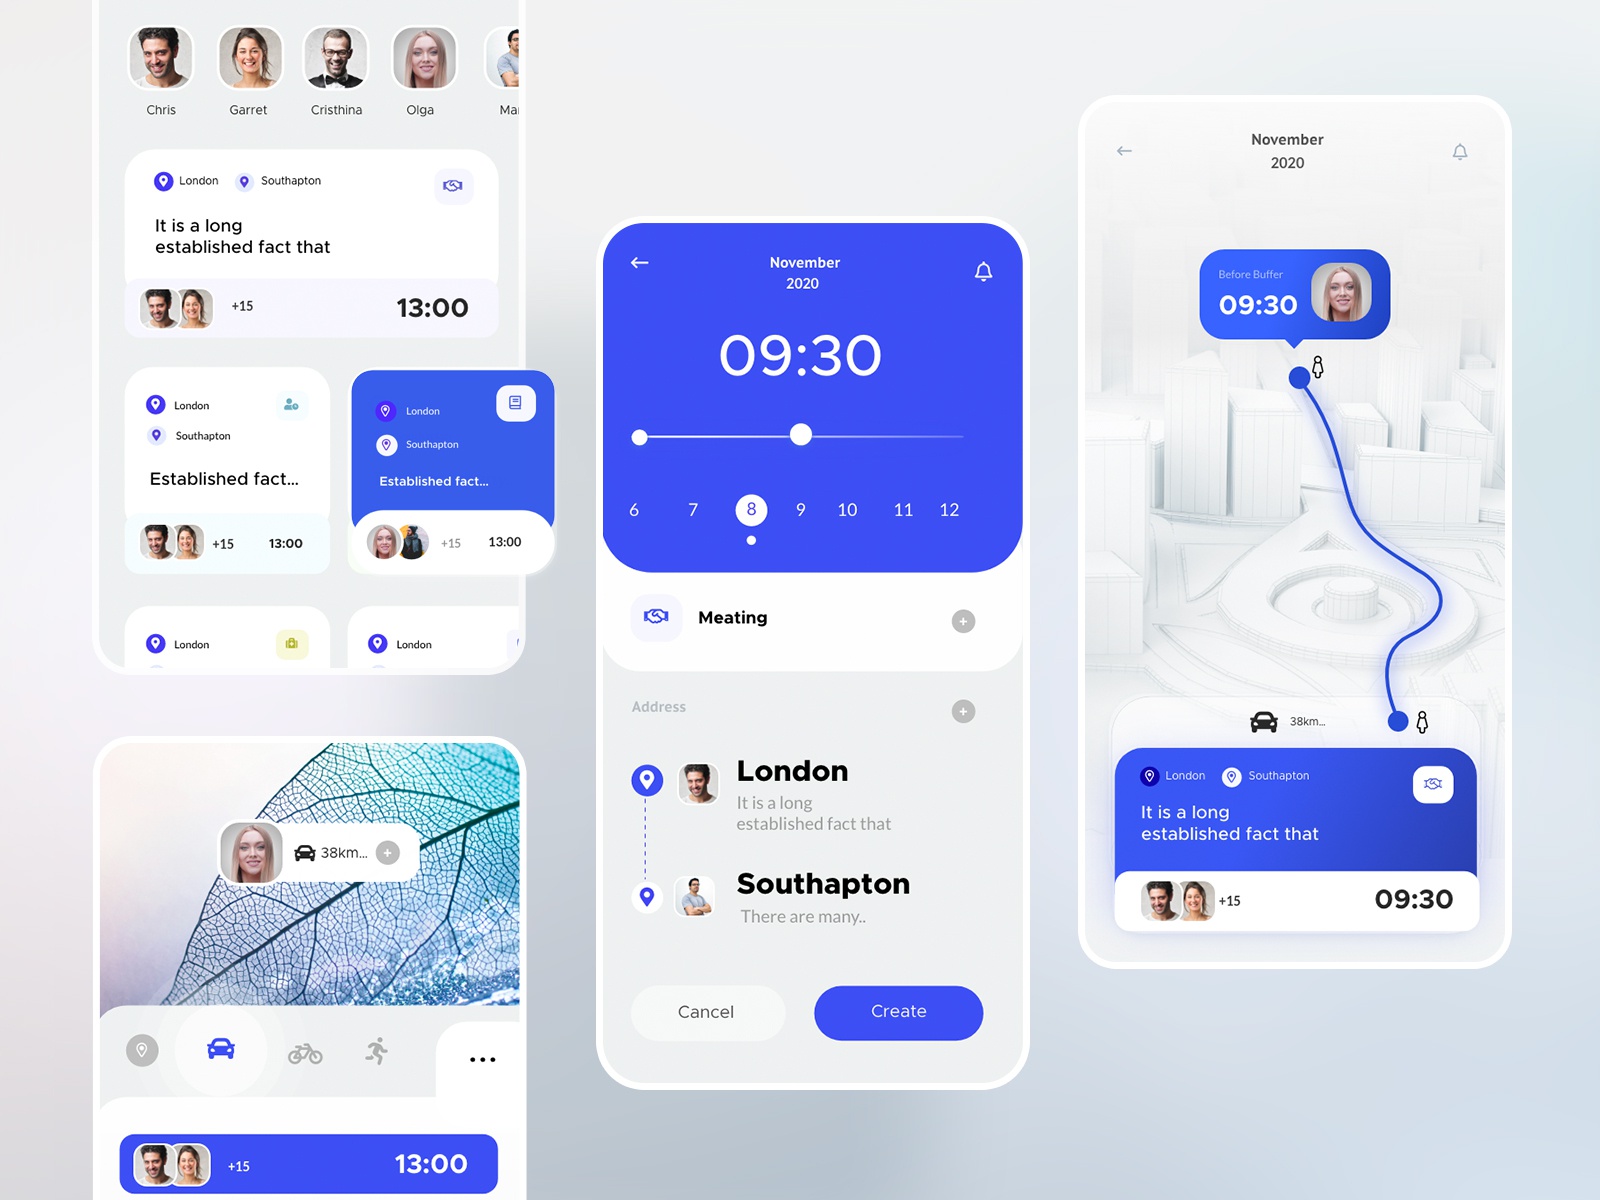 Chris
Garret
Cristhina
Olga
Mar
London
Southapton
It is a long
established fact that
+15
13:00
London
Southapton
Established fact...
+15
13:00
London
Southapton
Established fact...
+15
13:00
London
London
38km...
+15
13:00
November
2020
09:30
6
7
8
9
10
11
12
Meating
Address
London
It is a long
established fact that
Southapton
There are many..
Cancel
Create
November
2020
Before Buffer
09:30
38km...
London
Southapton
It is a long
established fact that
+15
09:30